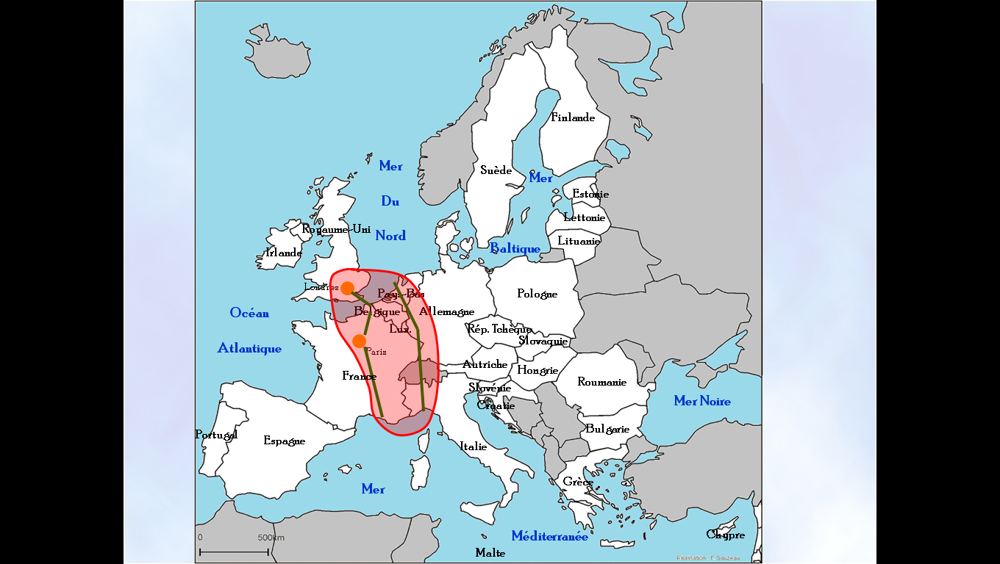 Finlande
Mer
Du
Nord
Suède
Mer
Baltique
Estonie
Lettonie
Lituanie
Royaume-Uni
Irlande
Londres
Pays-Bas
Belgique
Allemagne
Pologne
Lux.
Océan
Atlantique
Rép. Tchèque
Slovaquie
Paris
France
Autriche
Hongrie
Roumanie
Slovénie
Croatie
Mer Noire
Bulgarie
Portugal
Espagne
Italie
Grèce
Mer
Méditerranée
Chypre
Malte
0 500km
Réalisation : F Sauzeau